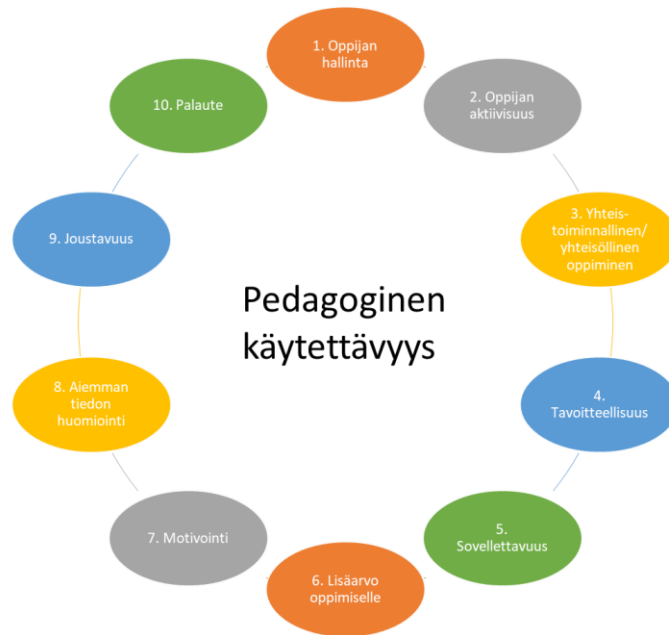 1. Oppijan
hallinta
2. Oppijan
aktiivisuus
3. Yhteis-
toiminnallinen/
yhteisöllinen
oppiminen
4.
Tavoitteellisuus
5.
Sovellettavuus
6. Lisäarvo
oppimiselle
7. Motivointi
8. Aiemman
tiedon
huomiointi
9. Joustavuus
10. Palaute
Pedagoginen
käytettävyys